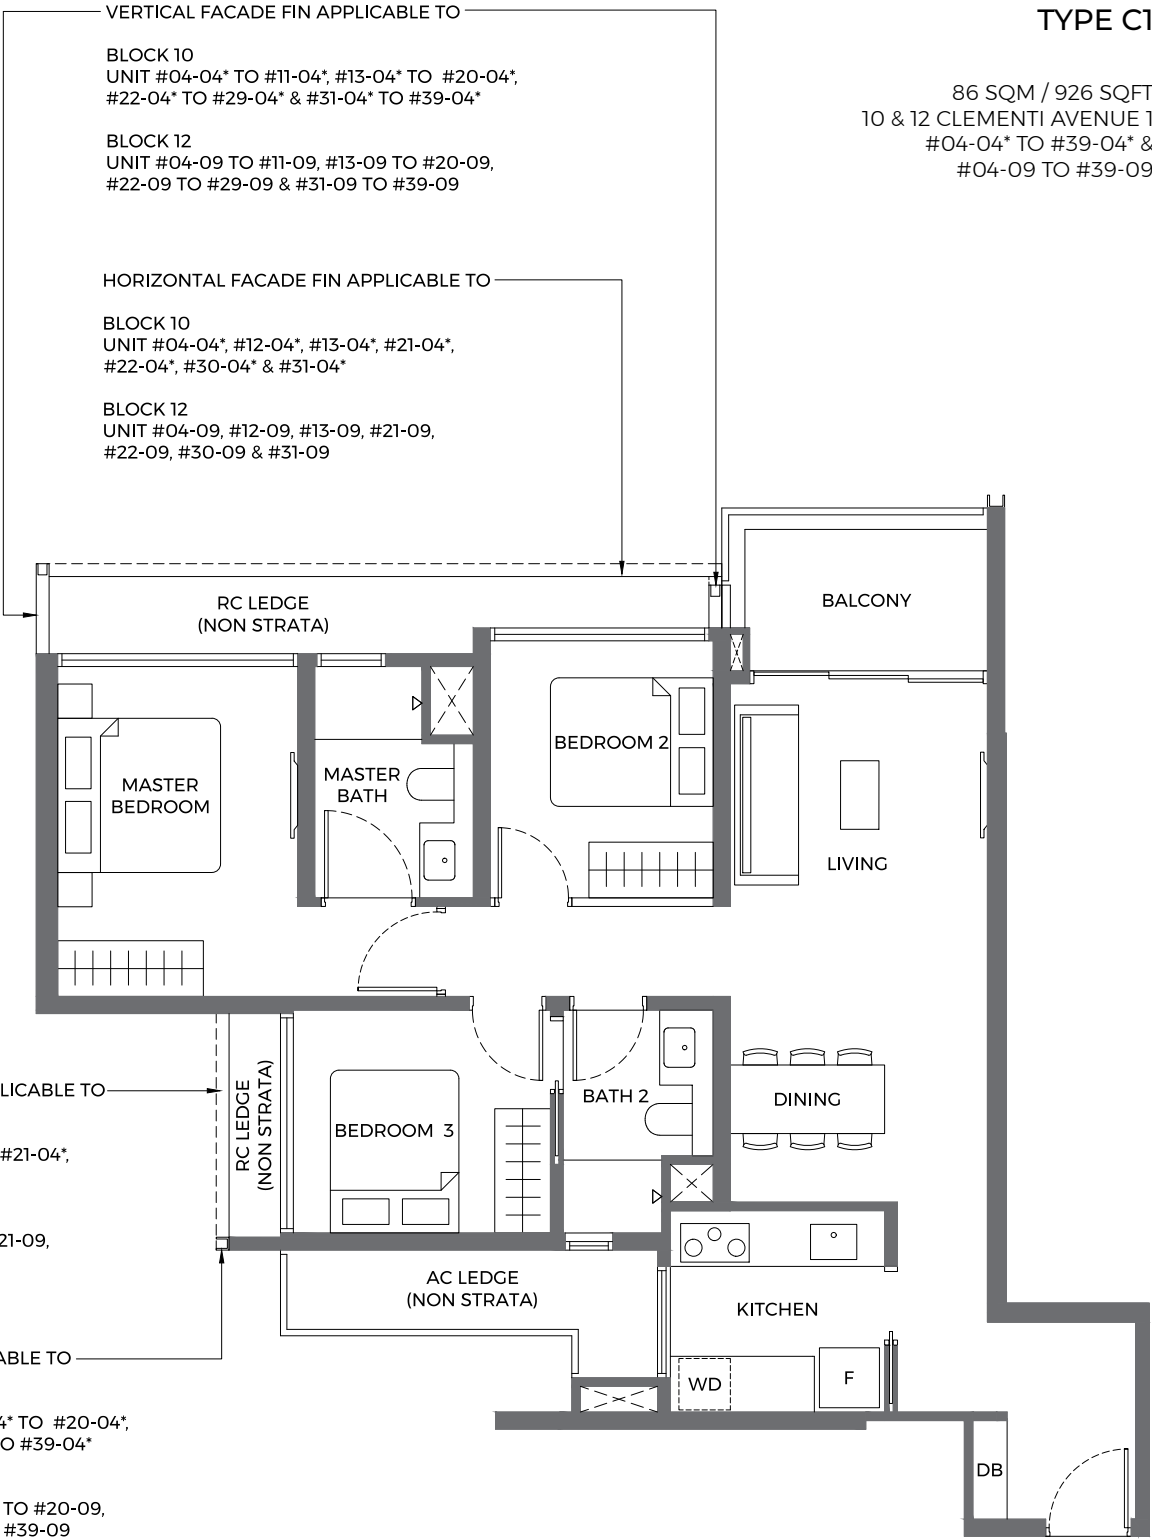 VERTICAL FACADE FIN APPLICABLE TO
BLOCK 10
UNIT #04-04* TO #11-04*, #13-04* TO #20-04*,
#22-04* TO #29-04* & #31-04* TO #39-04*
BLOCK 12
UNIT #04-09 TO #11-09, #13-09 TO #20-09,
#22-09 TO #29-09 & #31-09 TO #39-09
TYPE C1
86 SQM / 926 SQFT
10 & 12 CLEMENTI AVENUE 1
#04-04* TO #39-04* &
#04-09 TO #39-09
HORIZONTAL FACADE FIN APPLICABLE TO
BLOCK 10
UNIT #04-04*, #12-04*, #13-04*, #21-04*,
#22-04*, #30-04* & #31-04*
BLOCK 12
UNIT #04-09, #12-09, #13-09, #21-09,
#22-09, #30-09 & #31-09
RC LEDGE
(NON STRATA)
BALCONY
MASTER
BEDROOM
MASTER
BATH
BEDROOM 2
LIVING
LICABLE TO
#21-04*,
21-09,
RC LEDGE
(NON STRATA)
BEDROOM 3
BATH 2
DINING
AC LEDGE
(NON STRATA)
KITCHEN
WD
F
DB
ABLE TO
4* TO #20-04*,
O #39-04*
TO #20-09,
#39-09